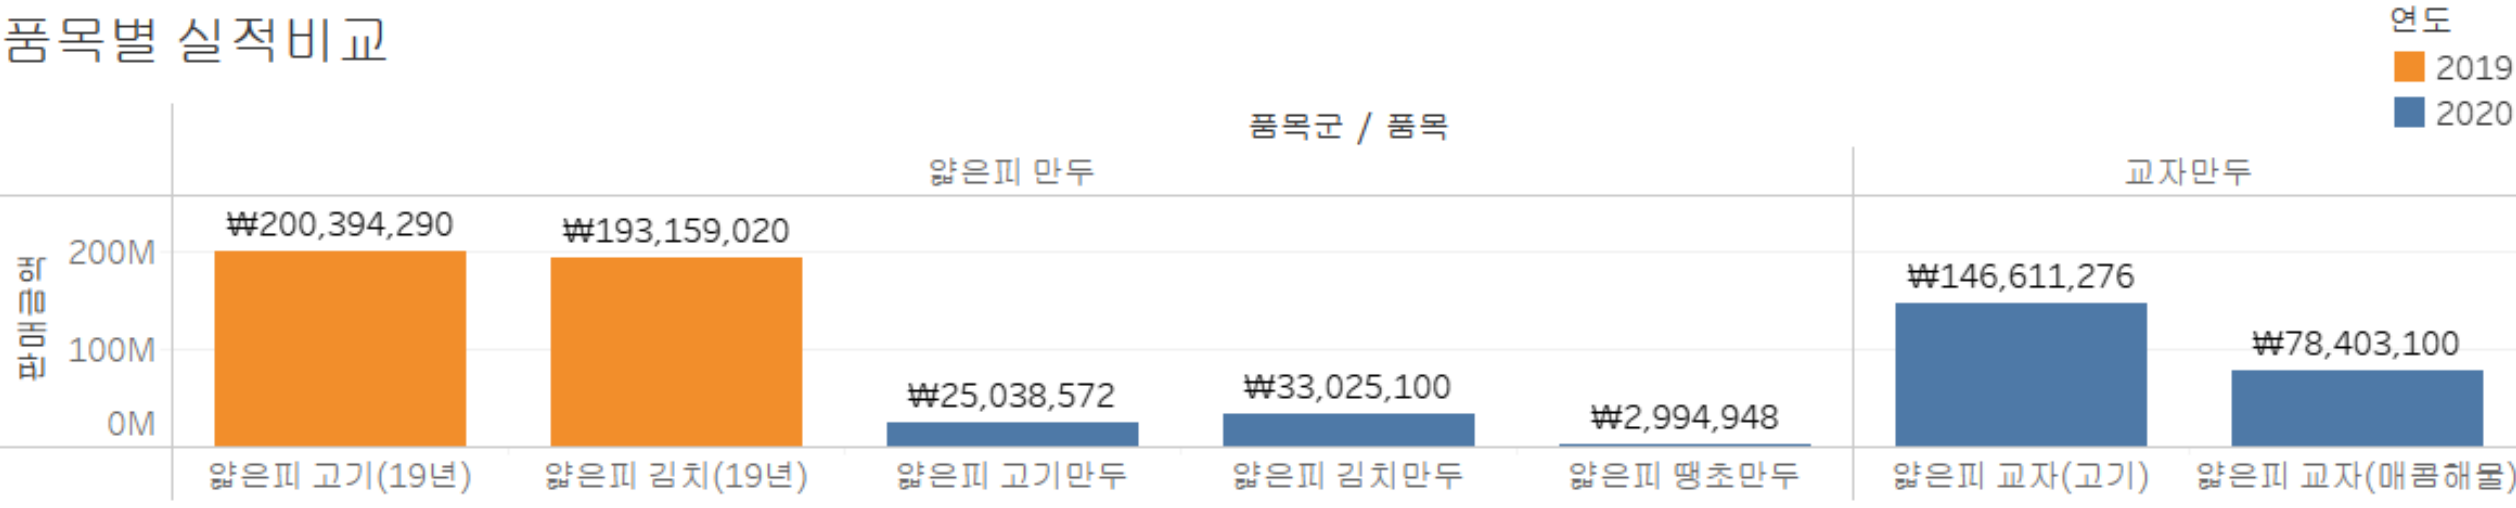 품목별 실적비교
연도
2019
2020
품목군 / 품목
얇은피 만두
교자만두
판매금액
200M
100M
0M
₩200,394,290
₩193,159,020
₩25,038,572
₩33,025,100
₩2,994,948
₩146,611,276
₩78,403,100
얇은피 고기(19년)
얇은피 김치(19년)
얇은피 고기만두
얇은피 김치만두
얇은피 땡초만두
얇은피 교자(고기)
얇은피 교자(매콤해물)